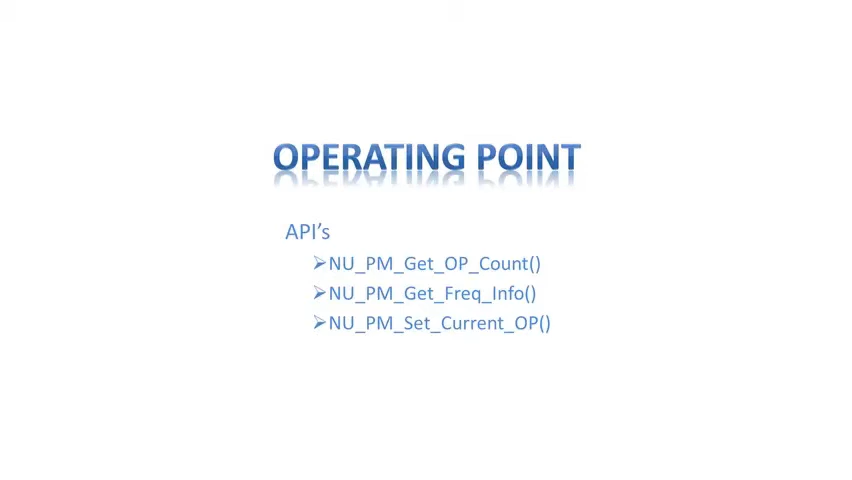 OPERATING POINT
API’s
➢NU_PM_Get_OP_Count()
➢NU_PM_Get_Freq_Info()
➢NU_PM_Set_Current_OP()